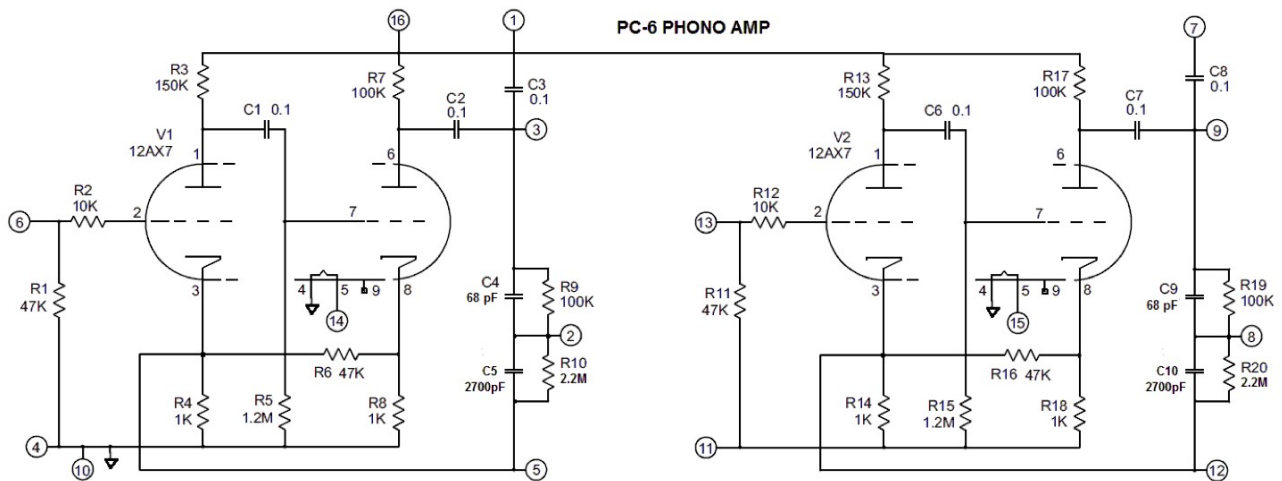 PC-6 PHONO AMP
16
1
7
R3
150K
R7
100K
C3
0.1
R13
150K
R17
100K
C8
0.1
C1 0.1
C2
0.1
3
C6 0.1
C7
0.1
9
V1
12AX7
1
6
V2
12AX7
1
6
R2
10K
6
2
7
R12
10K
13
2
7
R1
47K
3
4
5
9
8
14
C4
68 pF
R9
100K
2
R11
47K
3
4
5
9
8
15
C9
68 pF
R19
100K
8
R6 47K
C5
2700pF
R10
2.2M
R16 47K
C10
2700pF
R20
2.2M
R4
1K
R5
1.2M
R8
1K
R14
1K
R15
1.2M
R18
1K
4
10
5
11
12